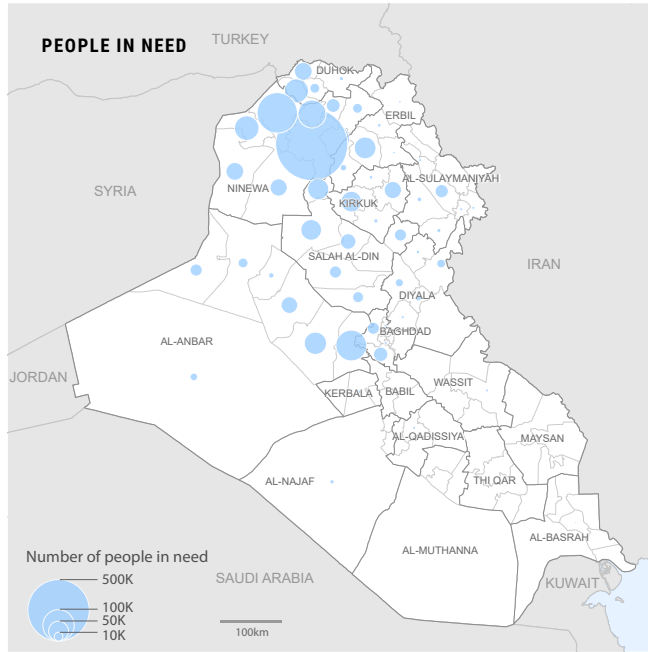 PEOPLE IN NEED
TURKEY
DUHOK
ERBIL
AL-SULAYMANIYAH
SYRIA
NINEWA
KIRKUK
SALAH AL-DIN
IRAN
DIYALA
BAGHDAD
AL-ANBAR
JORDAN
WASSIT
KERBALA
BABIL
AL-QADISSIYA
MAYSAN
AL-NAJAF
THI QAR
AL-BASRAH
AL-MUTHANNA
Number of people in need
500K
100K
50K
10K
SAUDI ARABIA
KUWAIT
100km